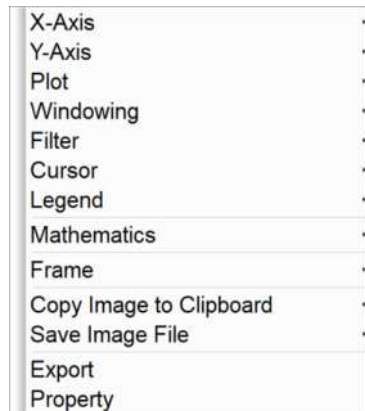 X-Axis
Y-Axis
Plot
Windowing
Filter
Cursor
Legend
Mathematics
Frame
Copy Image to Clipboard
Save Image File
Export
Property